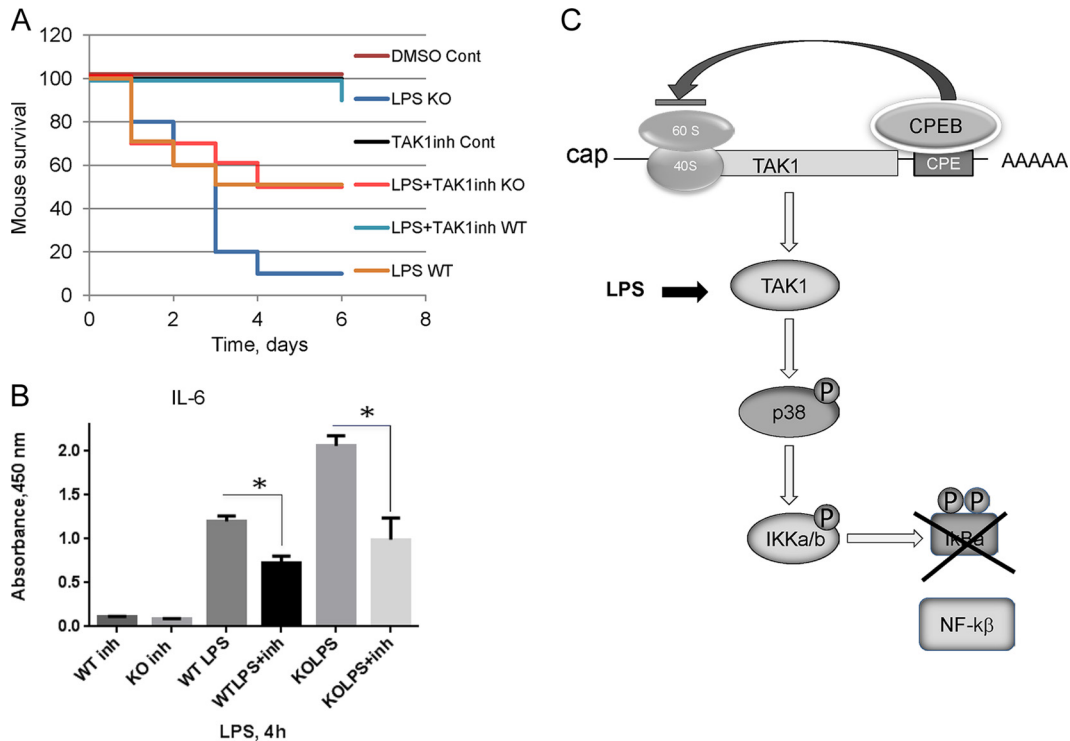 A
120
100
80
60
40
20
0
0 2 4 6 8
Mouse survival
Time, days
DMSO Cont
LPS KO
TAK1inh Cont
LPS+TAK1inh KO
LPS+TAK1inh WT
LPS WT
B
IL-6
2.0
1.5
1.0
0.5
0.0
Absorbance,450 nm
* *
WT inh
KO inh
WT LPS
WTLPS+inh
KOLPS
KOLPS+inh
LPS, 4h
C
60 S
CPEB
cap 40S TAK1 CPE AAAAA
LPS TAK1
P
p38
P
IKKa/b
P P
IkBa
NF-kβ